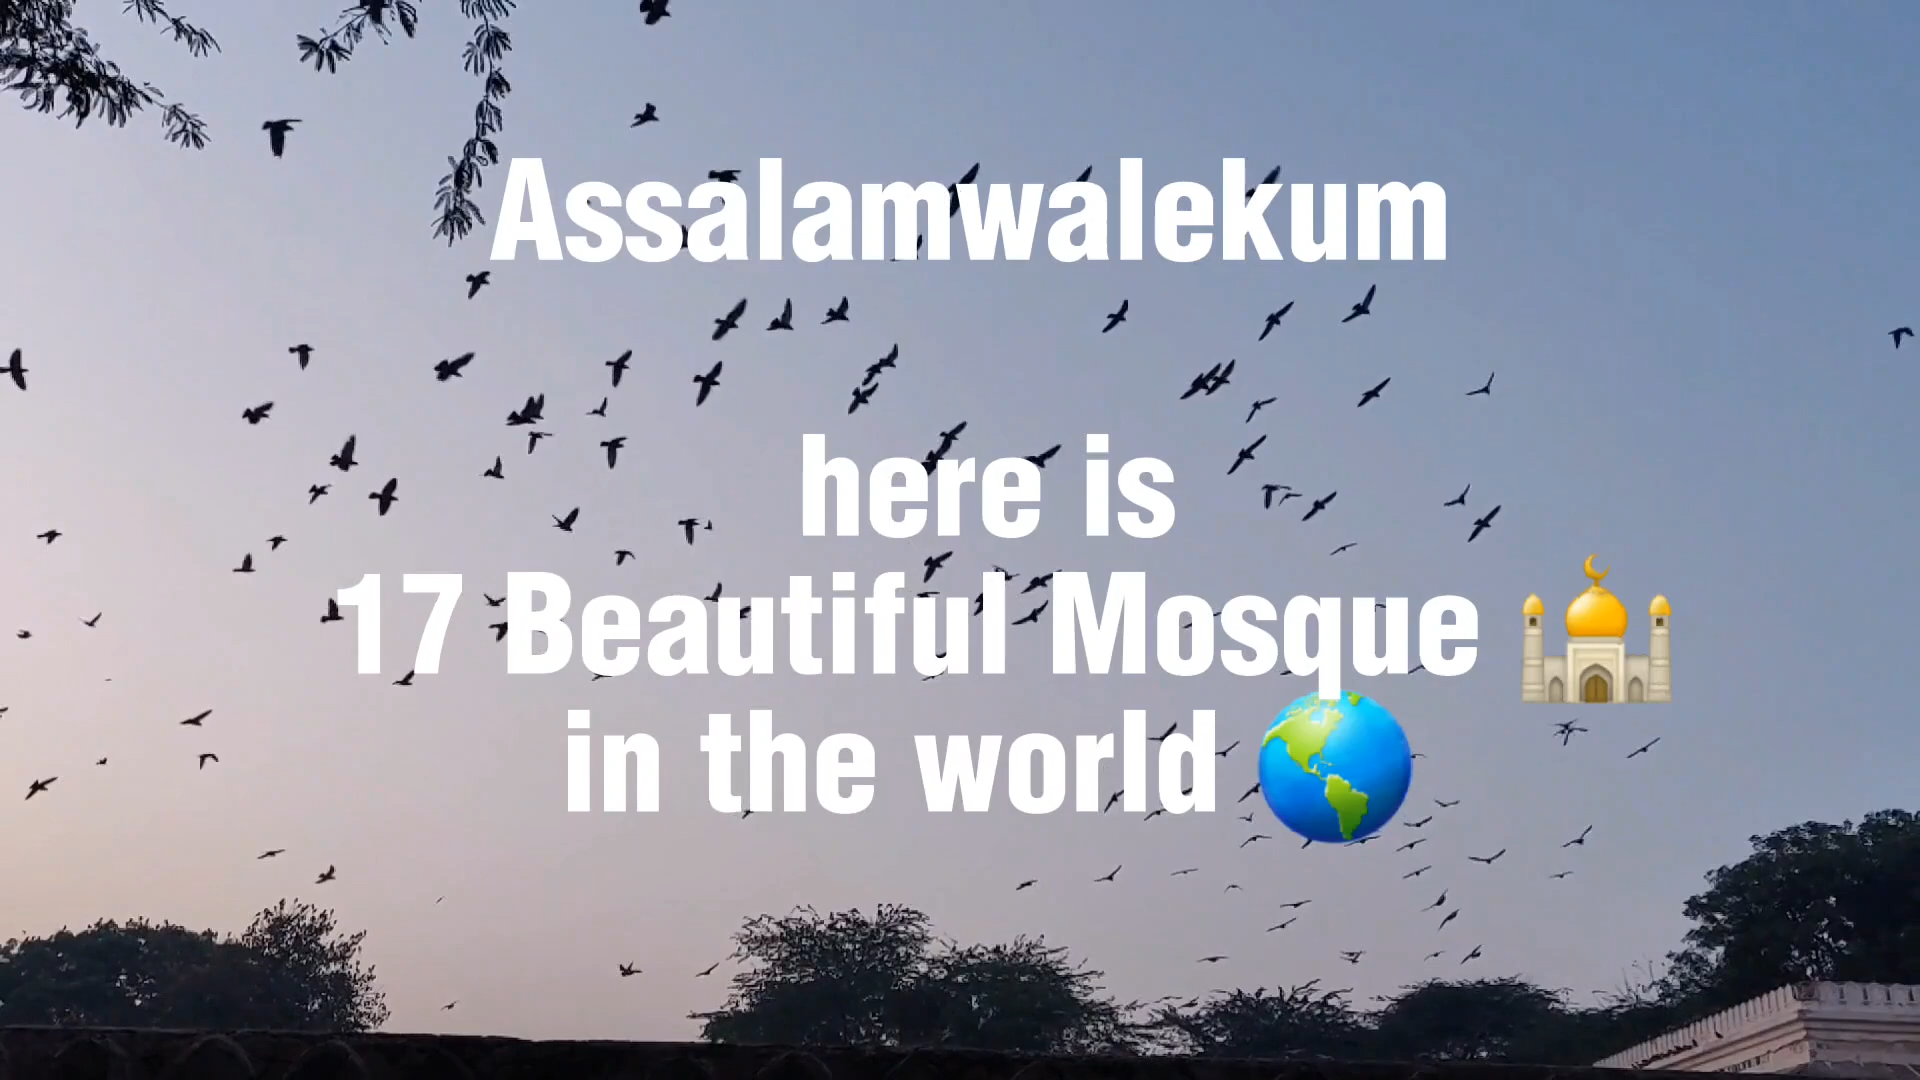 Assalamwalekum
here is
17 Beautiful Mosque 🕌
in the world 🌎